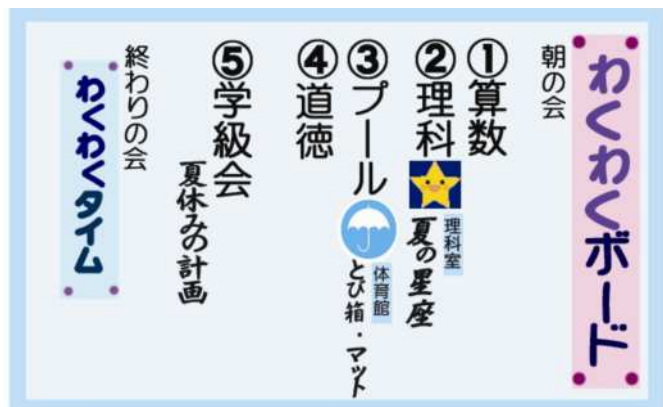 わくわくボード
朝の会
①算数
②理科
理科室
夏の星座
③プール
体育館
とび箱・マット
④道徳
⑤学級会
夏休みの計画
終わりの会
わくわくタイム